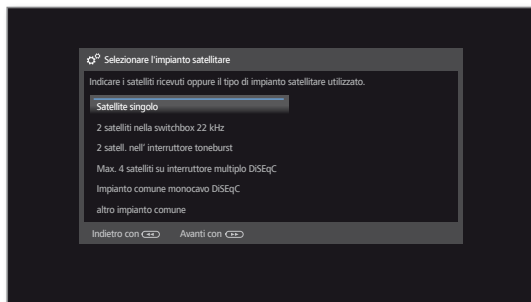 Selezionare l'impianto satellitare
Indicare i satelliti ricevuti oppure il tipo di impianto satellitare utilizzato.
Satellite singolo
2 satelliti nella switchbox 22 kHz
2 satell. nell' interruttore toneburst
Max. 4 satelliti su interruttore multiplo DiSEqC
Impianto comune monocavo DiSEqC
altro impianto comune
Indietro con Avanti con